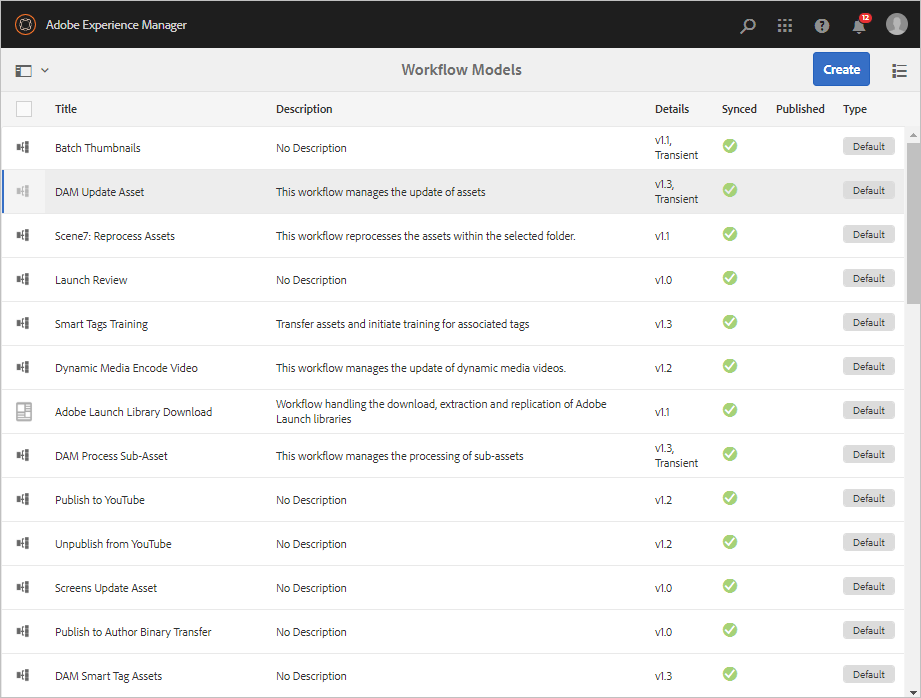 Adobe Experience Manager
12
Workflow Models
Create
Title Description Details Synced Published Type
Batch Thumbnails No Description v1.1, Transient Default
DAM Update Asset This workflow manages the update of assets v1.3, Transient Default
Scene7: Reprocess Assets This workflow reprocesses the assets within the selected folder. v1.1 Default
Launch Review No Description v1.0 Default
Smart Tags Training Transfer assets and initiate training for associated tags v1.3 Default
Dynamic Media Encode Video This workflow manages the update of dynamic media videos. v1.2 Default
Adobe Launch Library Download Workflow handling the download, extraction and replication of Adobe Launch libraries v1.1 Default
DAM Process Sub-Asset This workflow manages the processing of sub-assets v1.3, Transient Default
Publish to YouTube No Description v1.2 Default
Unpublish from YouTube No Description v1.2 Default
Screens Update Asset No Description v1.0 Default
Publish to Author Binary Transfer No Description v1.0 Default
DAM Smart Tag Assets No Description v1.3 Default